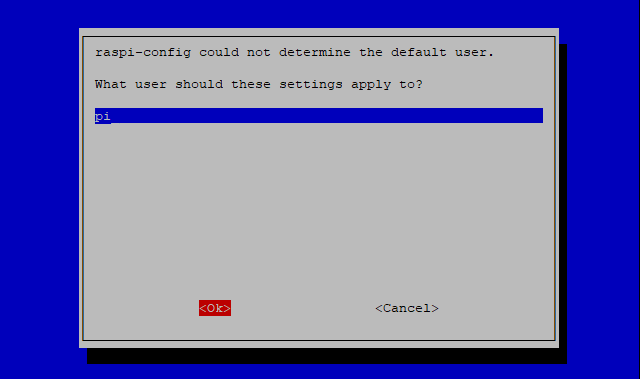 raspi-config could not determine the default user.
What user should these settings apply to?
pi
<Ok>
<Cancel>